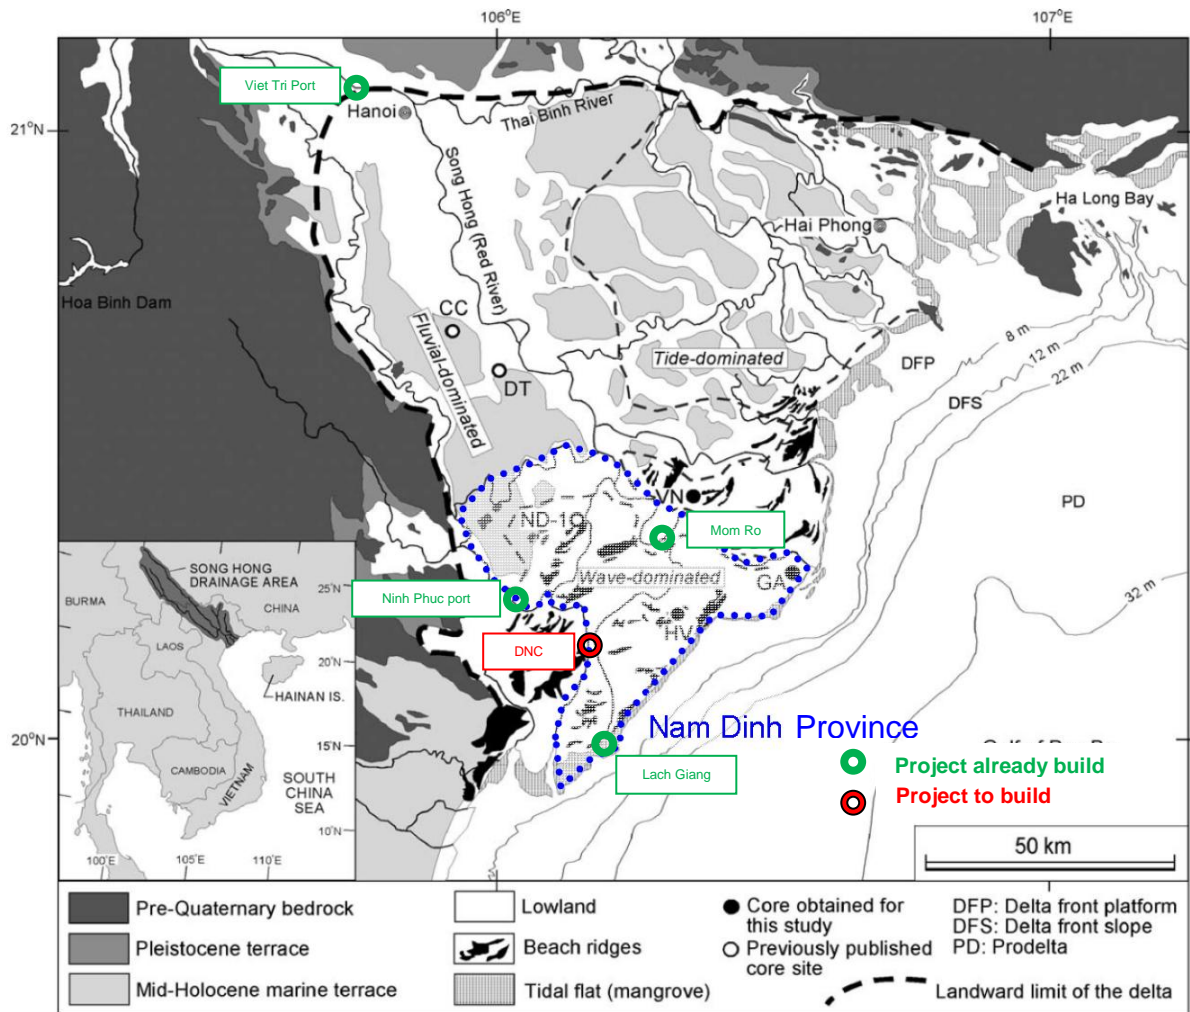 106°
107°
Viet Tri Port
Hanoi
21°N
Thai Binh River
Song Hong (Red River)
Ha Long Bay
Hai Phong
Hoa Binh Dam
CC
Fluvial-dominated
DT
Tide-dominated
8 m
12 m
22 m
DFP
DFS
PD
VN
ND-1
Mom Ro
Wave-dominated
GA
Ninh Phuc port
HV
DNC
32 m
20°N
Nam Dinh Province
Lach Giang
Project already build
Project to build
50 km
SONG HONG
DRAINAGE AREA
25°N
BURMA
CHINA
LAOS
20°N
HAINAN IS.
THAILAND
15°N
CAMBODIA
VIETNAM
SOUTH
CHINA
SEA
10°N
100°E
105°E
110°E
Pre-Quaternary bedrock
Pleistocene terrace
Mid-Holocene marine terrace
Lowland
Beach ridges
Tidal flat (mangrove)
Core obtained for
this study
Previously published
core site
DFP: Delta front platform
DFS: Delta front slope
PD: Prodelta
Landward limit of the delta